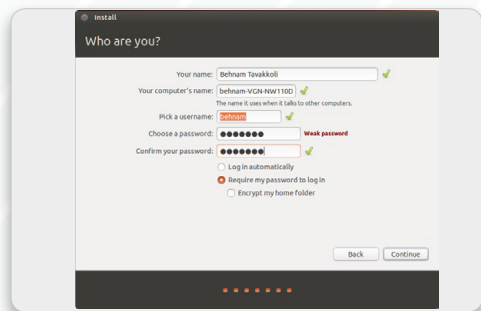 Install
Who are you?
Your name: Behnam Tavakkoli
Your computer's name: behnam-VGN-NW110D
The name it uses when it talks to other computers.
Pick a username: behnam
Choose a password: ●●●●●●● Weak password
Confirm your password: ●●●●●●●
Log in automatically
Require my password to log in
Encrypt my home folder
Back Continue